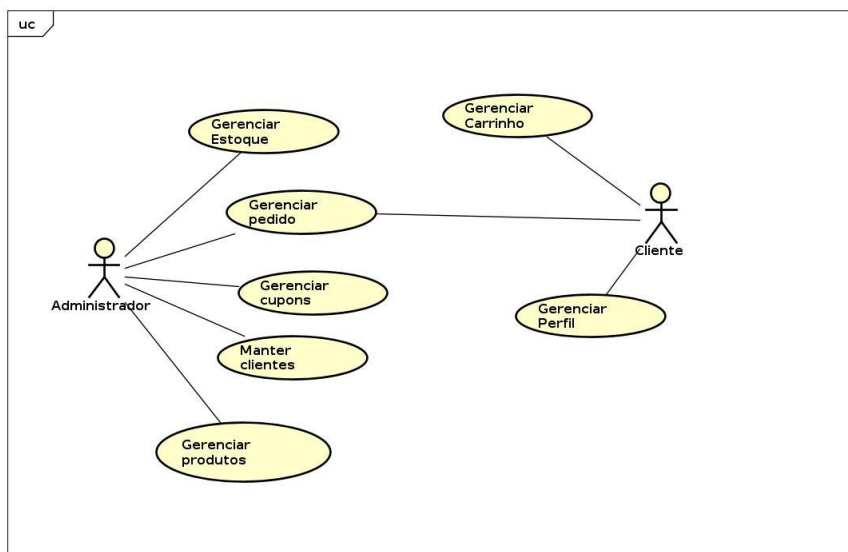 uc
Gerenciar
Estoque
Gerenciar
Carrinho
Gerenciar
pedido
Cliente
Administrador
Gerenciar
cupons
Gerenciar
Perfil
Manter
clientes
Gerenciar
produtos